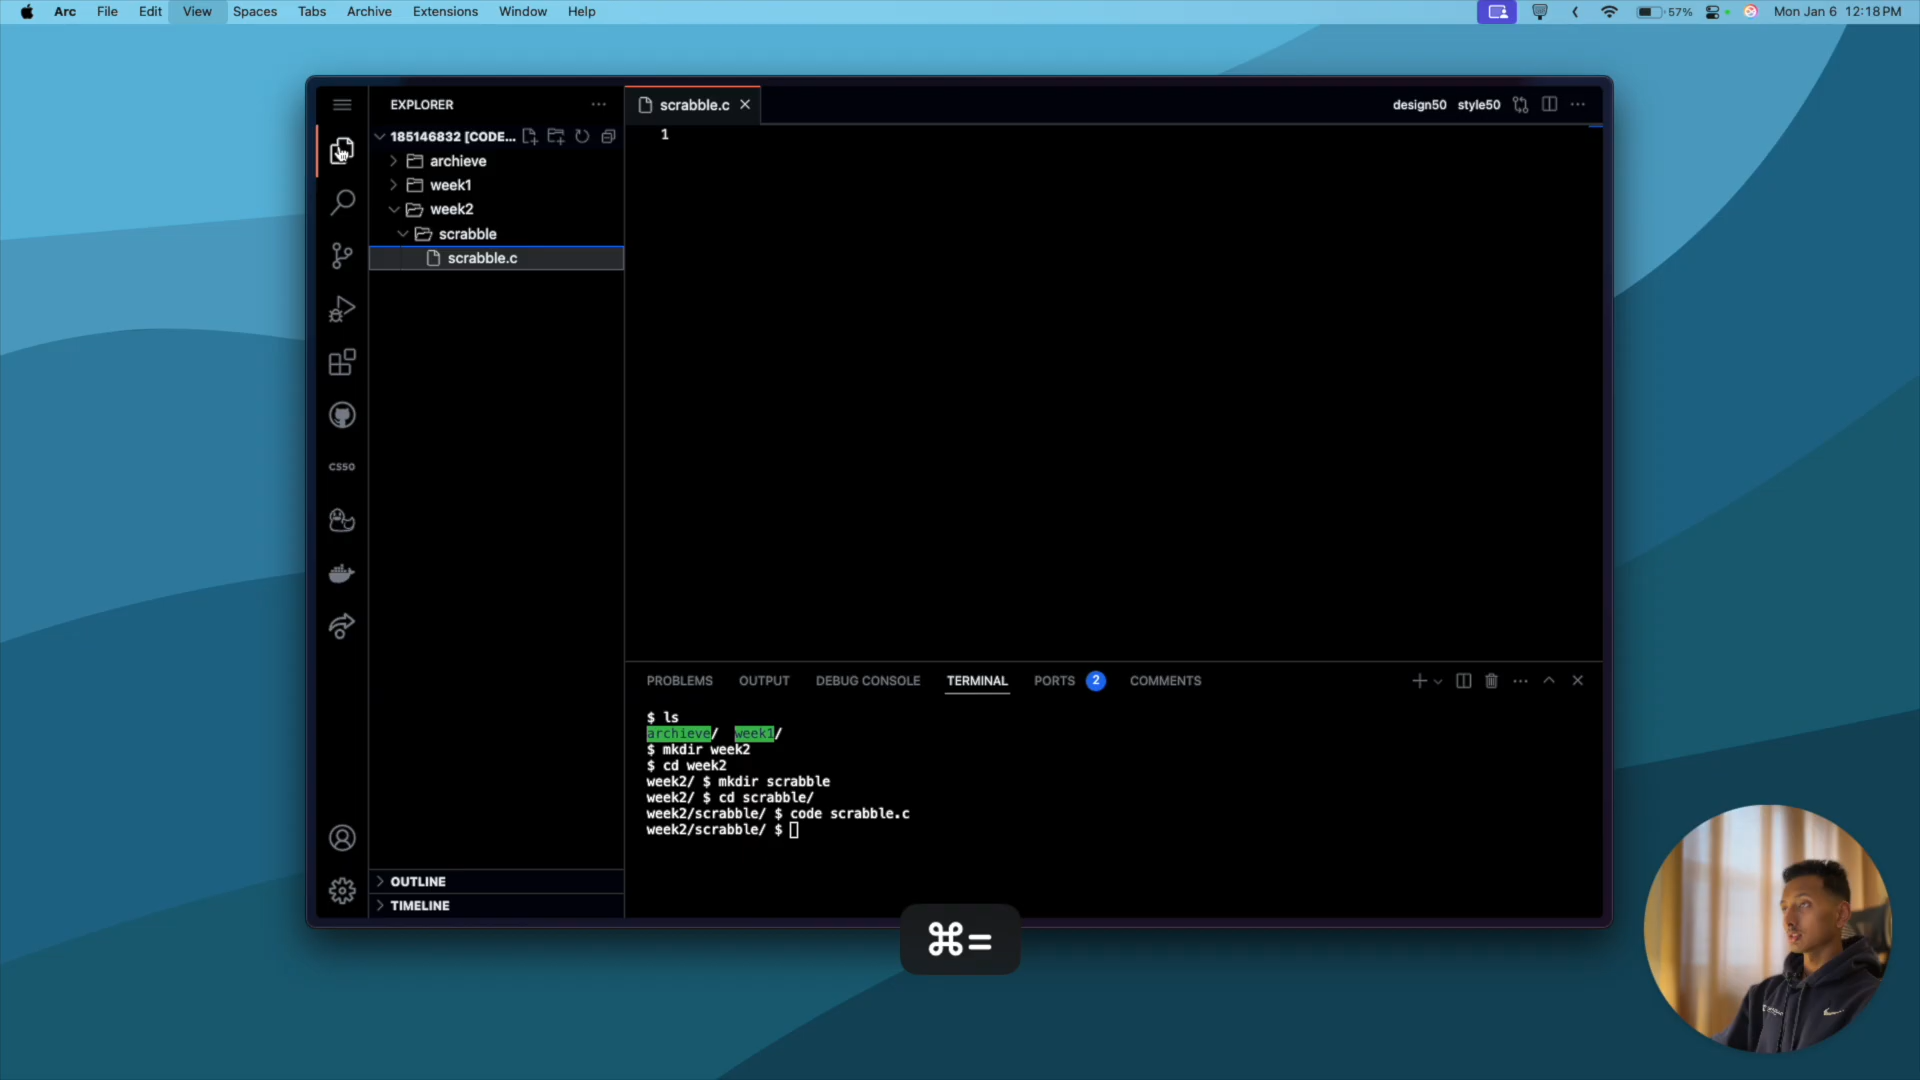 Arc File Edit View Spaces Tabs Archive Extensions Window Help 57% Mon Jan 6 12:18 PM
EXPLORER
scrabble.c
design50 style50
185146832 [CODE...
1
archieve
week1
week2
scrabble
scrabble.c
CS50
PROBLEMS OUTPUT DEBUG CONSOLE TERMINAL PORTS 2 COMMENTS
$ ls
archieve/ week1/
$ mkdir week2
$ cd week2
week2/ $ mkdir scrabble
week2/ $ cd scrabble/
week2/scrabble/ $ code scrabble.c
week2/scrabble/ $
OUTLINE
TIMELINE
⌘=